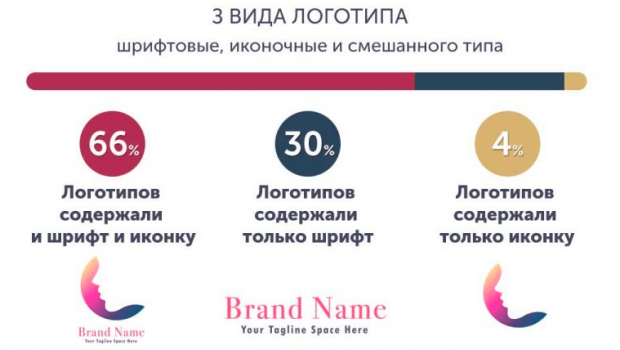 3 ВИДА ЛОГОТИПА
шрифтовые, иконочные и смешанного типа
66%
Логотипов
содержали
и шрифт и иконку
Brand Name
Your Tagline Space Here
30%
Логотипов
содержали
только шрифт
Brand Name
Your Tagline Space Here
4%
Логотипов
содержали
только иконку